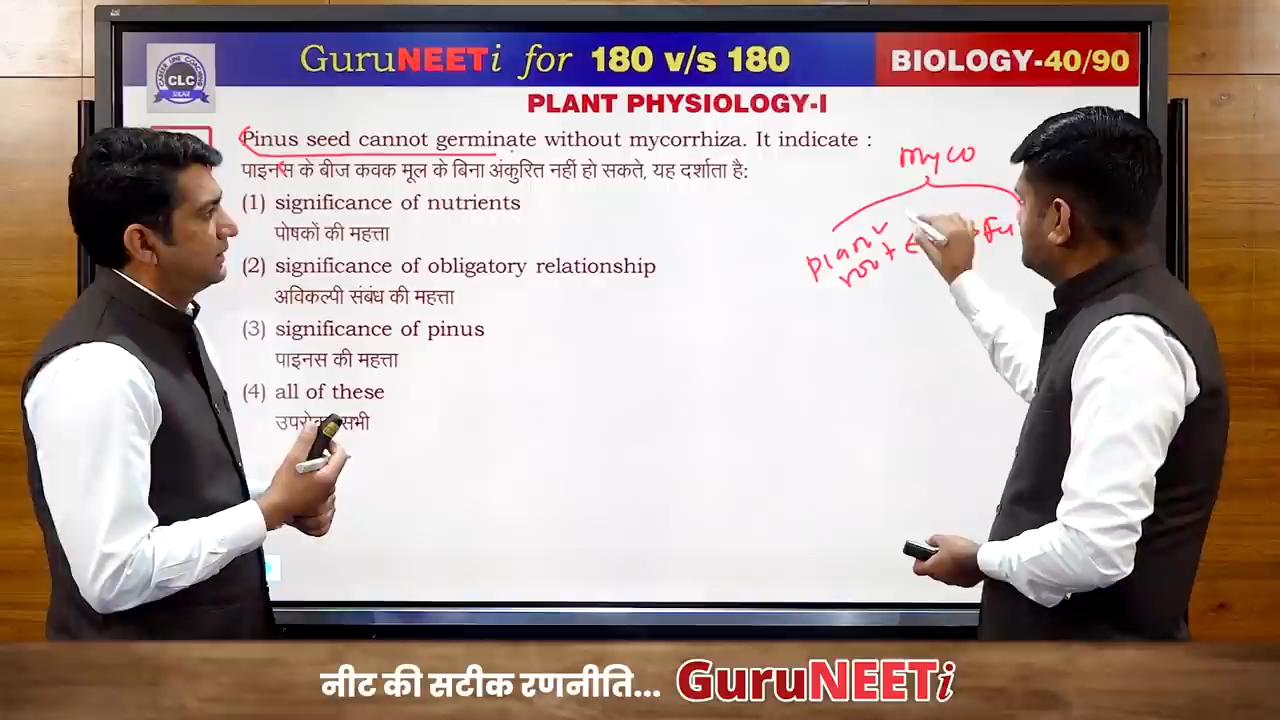 GuruNEETi for 180 v/s 180
BIOLOGY-40/90
CLC
PLANT PHYSIOLOGY-I
Pinus seed cannot germinate without mycorrhiza. It indicate :
पाइनस के बीज कवक मूल के बिना अंकुरित नहीं हो सकते, यह दर्शाता है:
(1) significance of nutrients
पोषकों की महत्ता
(2) significance of obligatory relationship
अविकल्पी संबंध की महत्ता
(3) significance of pinus
पाइनस की महत्ता
(4) all of these
सभी
Myco
Plant
root
Fu
नीट की सटीक रणनीति... GuruNEETi